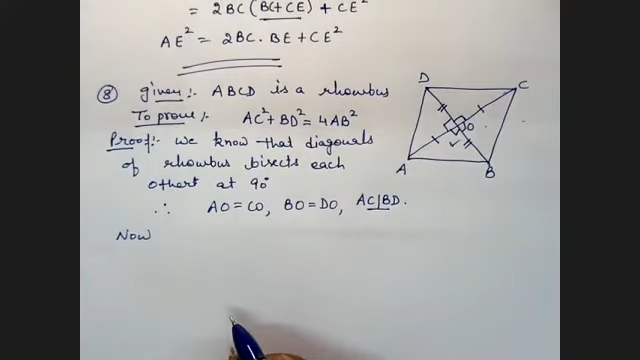 = 2BC (BC+CE) + CE²
AE² = 2BC. BE + CE²
⑧ given:- ABCD is a rhombus
To prove:- AC²+BD²=4AB²
Proof:- we know that diagonals
of rhombus bisects each
othert at 90°
∴ AO=CO, BO=DO, AC|BD.
Now
D
C
O
A
B